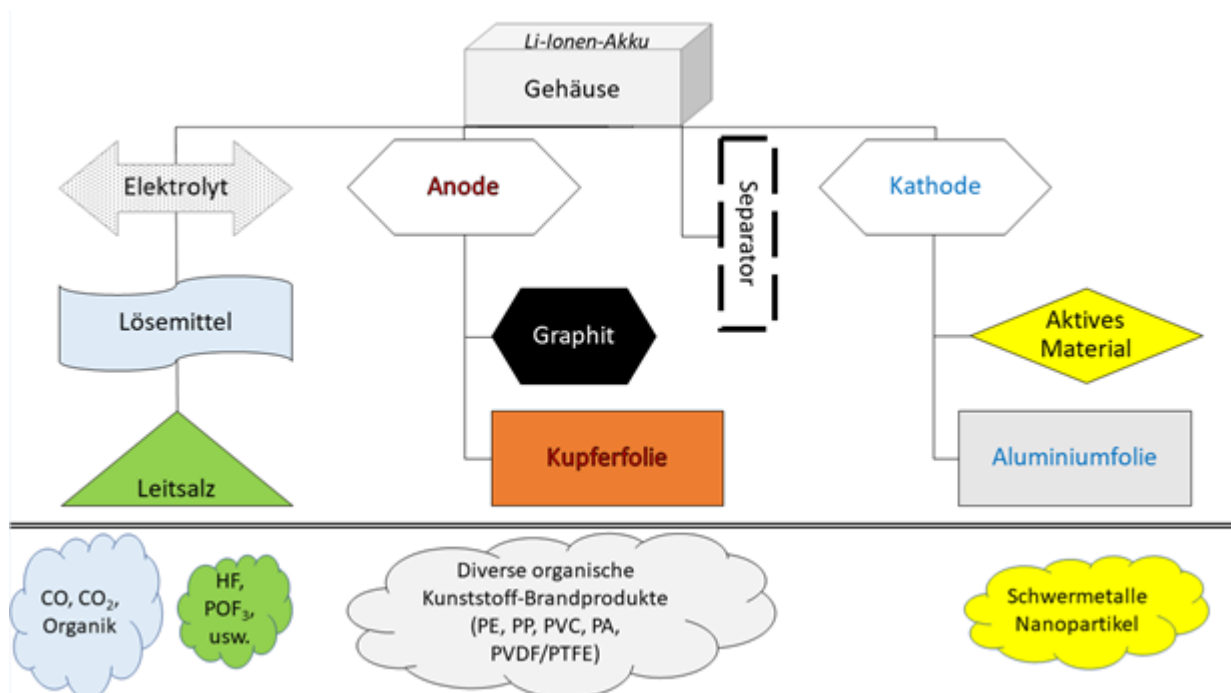 Li-Ionen-Akku
Gehäuse
Elektrolyt
Anode
Separator
Kathode
Lösemittel
Graphit
Aktives
Material
Leitsalz
Kupferfolie
Aluminiumfolie
CO, CO₂,
Organik
HF,
POF₃,
usw.
Diverse organische
Kunststoff-Brandprodukte
(PE, PP, PVC, PA,
PVDF/PTFE)
Schwermetalle
Nanopartikel